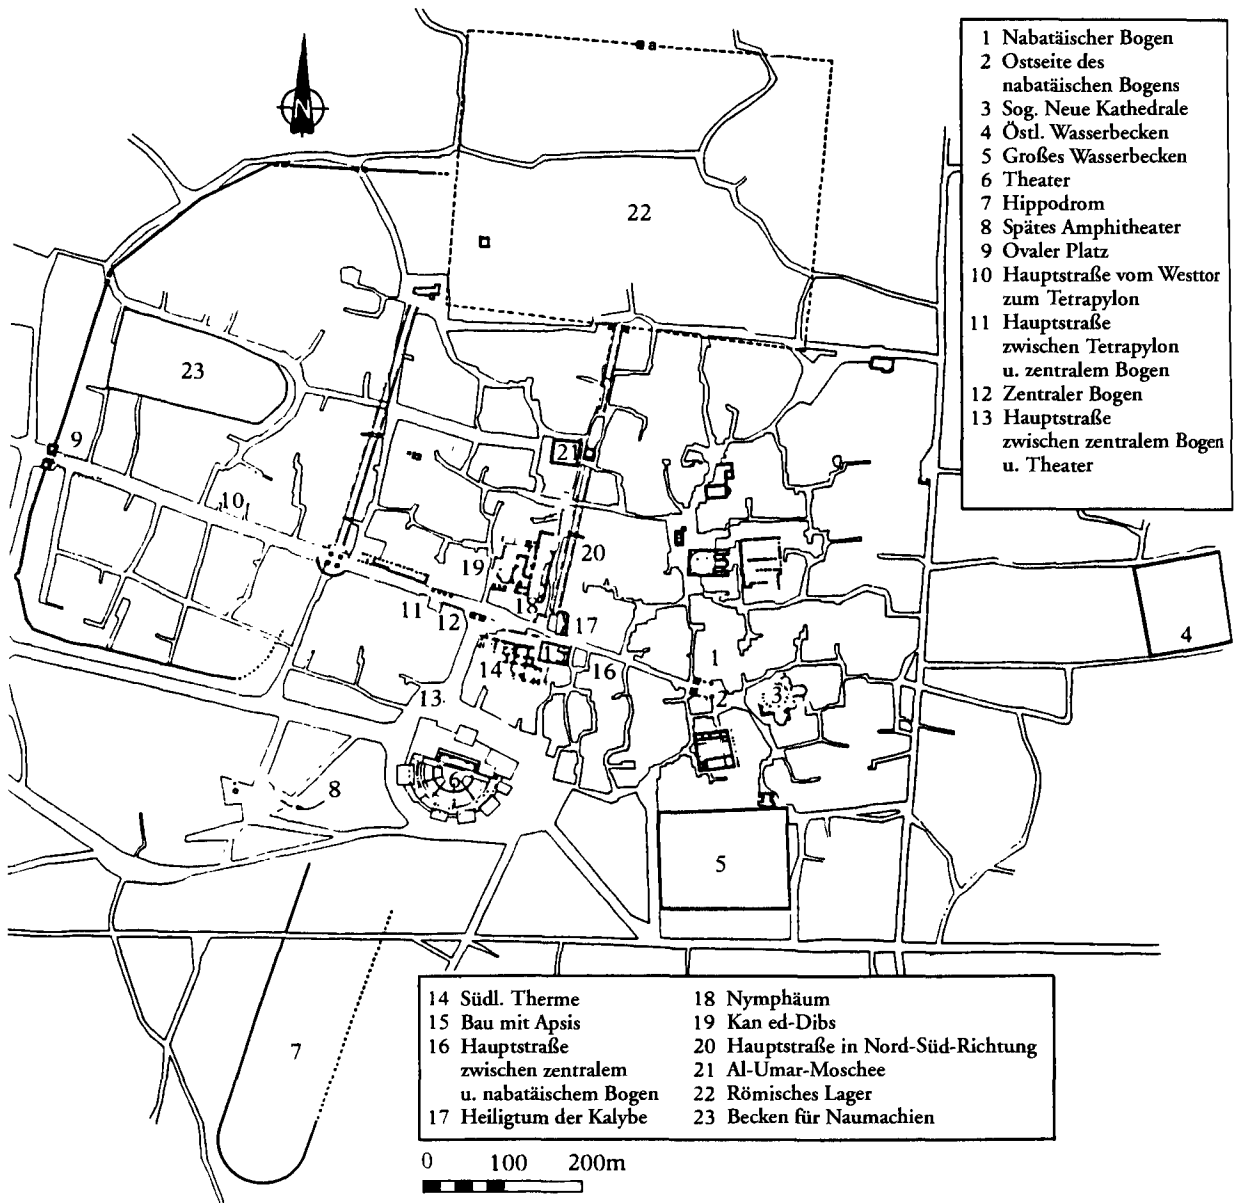 a
N
1 Nabatäischer Bogen
2 Ostseite des
nabatäischen Bogens
3 Sog. Neue Kathedrale
4 Östl. Wasserbecken
5 Großes Wasserbecken
6 Theater
7 Hippodrom
8 Spätes Amphitheater
9 Ovaler Platz
10 Hauptstraße vom Westtor
zum Tetrapylon
11 Hauptstraße
zwischen Tetrapylon
u. zentralem Bogen
12 Zentraler Bogen
13 Hauptstraße
zwischen zentralem Bogen
u. Theater
22
23
9
21
10
20
19
11
12
18
17
15
14
16
1
4
13
2
3
6
8
5
7
14 Südl. Therme
15 Bau mit Apsis
16 Hauptstraße
zwischen zentralem
u. nabatäischem Bogen
17 Heiligtum der Kalybe
18 Nymphäum
19 Kan ed-Dibs
20 Hauptstraße in Nord-Süd-Richtung
21 Al-Umar-Moschee
22 Römisches Lager
23 Becken für Naumachien
0 100 200m